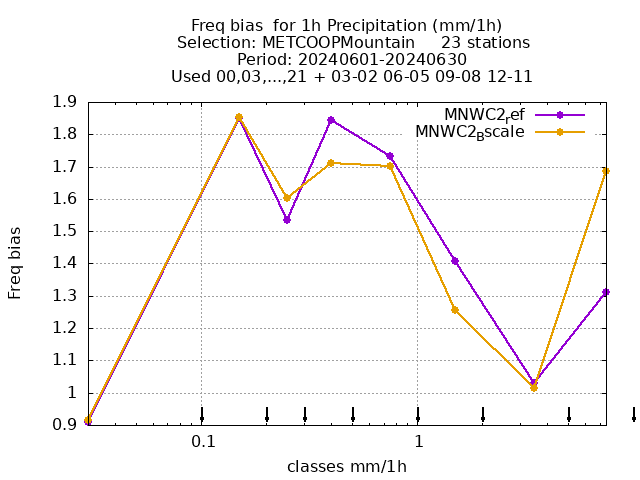 Freq bias  for 1h Precipitation (mm/1h)
Selection: METCOOPMountain     23 stations
Period: 20240601-20240630
Used 00,03,...,21 + 03-02 06-05 09-08 12-11
MNWC2_ref
MNWC2_Bscale
1.9
1.8
1.7
1.6
1.5
1.4
1.3
1.2
1.1
1
0.9
Freq bias
0.1
1
classes mm/1h